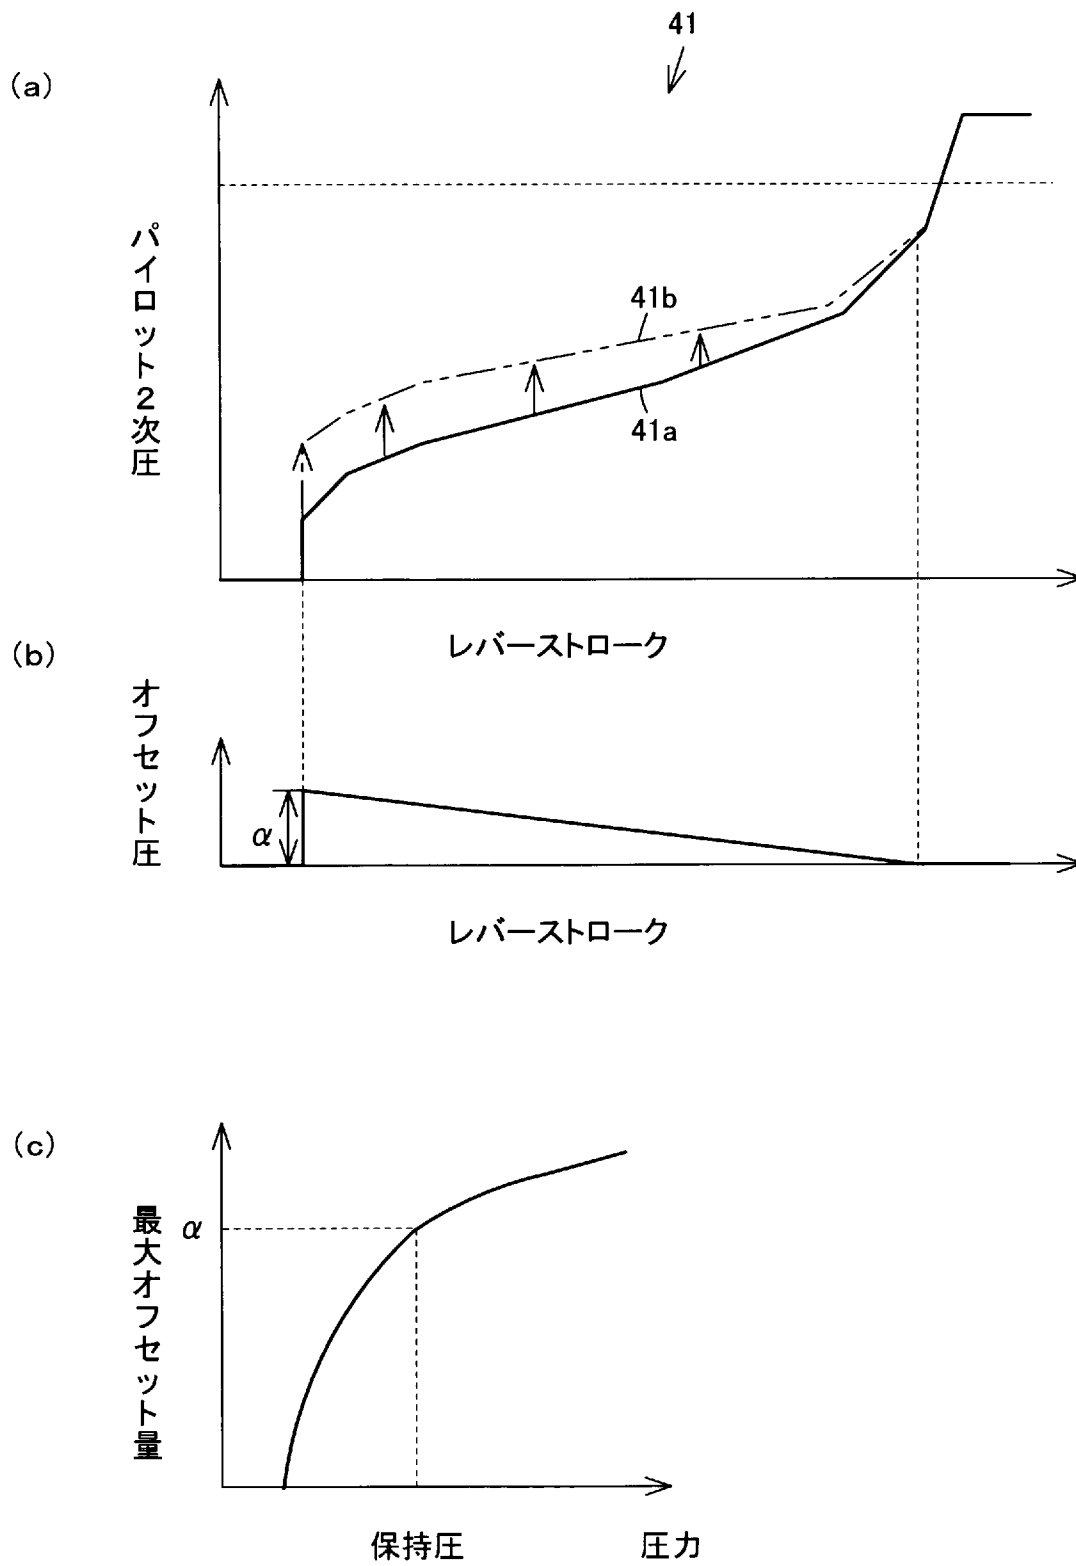 41
(a)
パイロット2次圧
41b
41a
レバーストローク
(b)
オフセット圧
α
レバーストローク
(c)
最大オフセット量
α
保持圧
圧力